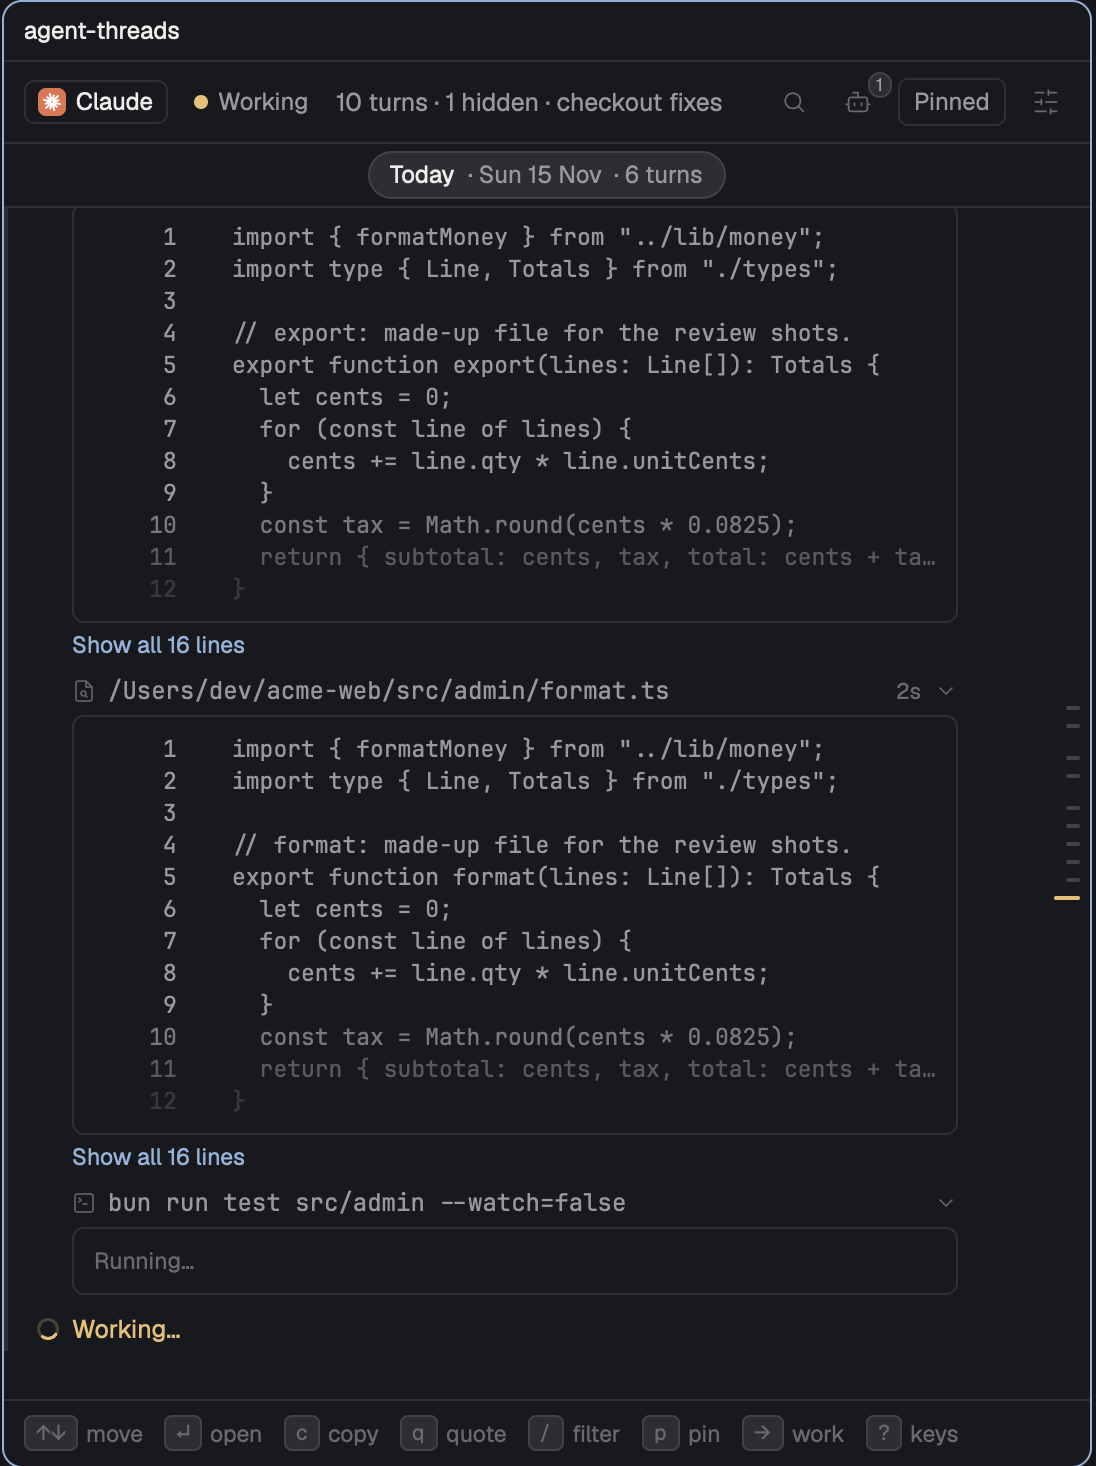 agent-threads
Claude
Working
10 turns · 1 hidden · checkout fixes
1
Pinned
Today · Sun 15 Nov · 6 turns
1 import { formatMoney } from "../lib/money";
2 import type { Line, Totals } from "./types";
3
4 // export: made-up file for the review shots.
5 export function export(lines: Line[]): Totals {
6   let cents = 0;
7   for (const line of lines) {
8     cents += line.qty * line.unitCents;
9   }
10   const tax = Math.round(cents * 0.0825);
11   return { subtotal: cents, tax, total: cents + ta…
12 }
Show all 16 lines
/Users/dev/acme-web/src/admin/format.ts 2s
1 import { formatMoney } from "../lib/money";
2 import type { Line, Totals } from "./types";
3
4 // format: made-up file for the review shots.
5 export function format(lines: Line[]): Totals {
6   let cents = 0;
7   for (const line of lines) {
8     cents += line.qty * line.unitCents;
9   }
10   const tax = Math.round(cents * 0.0825);
11   return { subtotal: cents, tax, total: cents + ta…
12 }
Show all 16 lines
bun run test src/admin --watch=false
Running…
Working…
↑↓ move ↵ open c copy q quote / filter p pin → work ? keys